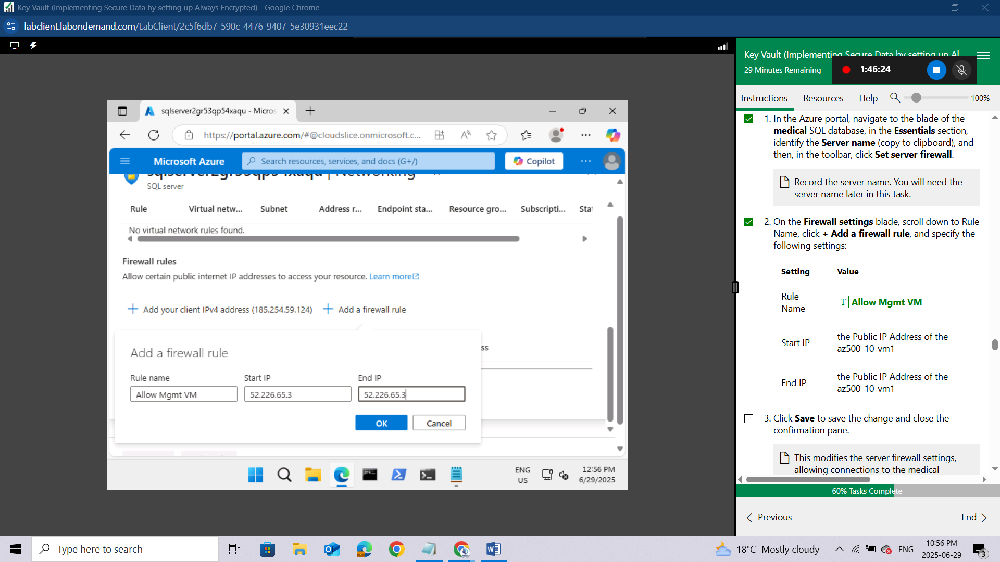 Key Vault (Implementing Secure Data by setting up Always Encrypted) - Google Chrome
labclient.labondemand.com/LabClient/2c5f6db7-590c-4476-9407-5e30931eec22
Key Vault (Implementing Secure Data by setting up Al
29 Minutes Remaining
1:46:24
Instructions
Resources
Help
100%
sqlserver2gr53qp54xaqu - Micros
https://portal.azure.com/#@cloudslice.onmicrosoft.c...
Microsoft Azure
Search resources, services, and docs (G+/)
Copilot
sqlserver2gr53qp54xaqu | Networking
SQL server
Rule
Virtual netw...
Subnet
Address r...
Endpoint sta...
Resource gro...
Subscripti...
Stat
No virtual network rules found.
Firewall rules
Allow certain public internet IP addresses to access your resource. Learn more
Add your client IPv4 address (185.254.59.124)
Add a firewall rule
ss
Add a firewall rule
Rule name
Start IP
End IP
Allow Mgmt VM
52.226.65.3
52.226.65.3
OK
Cancel
ENG
US
12:56 PM
6/29/2025
1. In the Azure portal, navigate to the blade of the
medical SQL database, in the Essentials section,
identify the Server name (copy to clipboard), and
then, in the toolbar, click Set server firewall.
Record the server name. You will need the
server name later in this task.
2. On the Firewall settings blade, scroll down to Rule
Name, click + Add a firewall rule, and specify the
following settings:
Setting
Value
Rule
Name
T Allow Mgmt VM
Start IP
the Public IP Address of the
az500-10-vm1
End IP
the Public IP Address of the
az500-10-vm1
3. Click Save to save the change and close the
confirmation pane.
This modifies the server firewall settings,
allowing connections to the medical
60% Tasks Complete
Previous
End
Type here to search
18°C Mostly cloudy
ENG
10:56 PM
2025-06-29
3